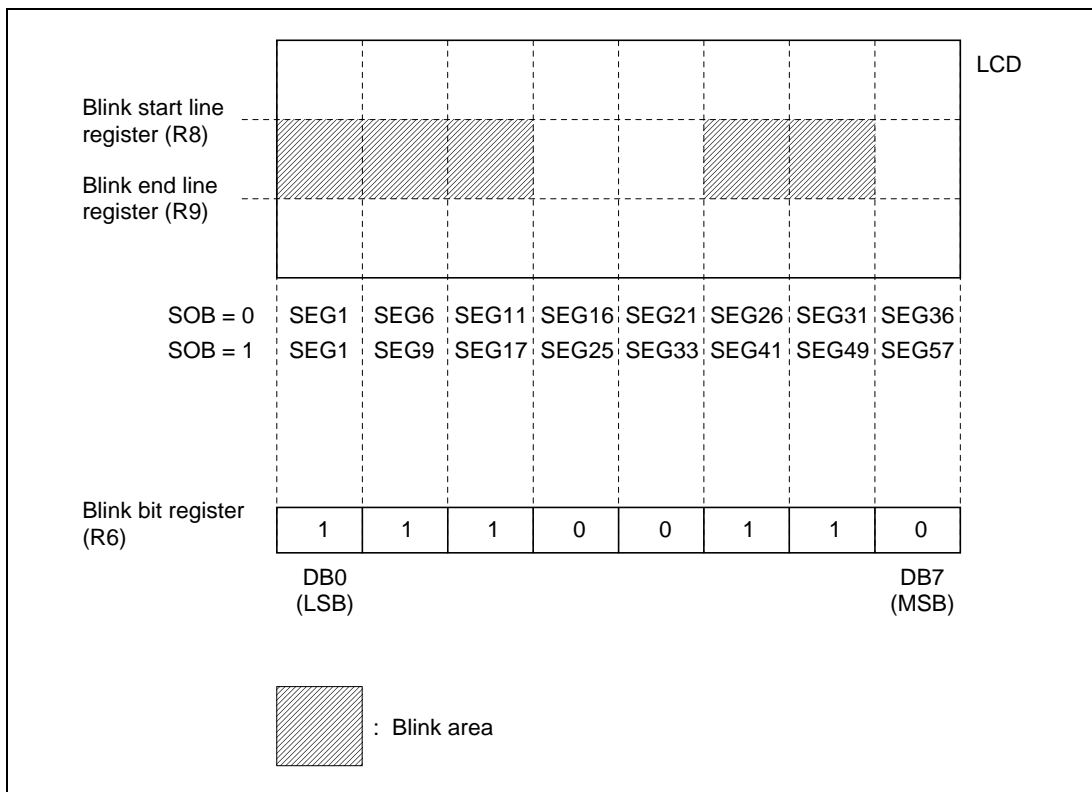 LCD
Blink start line
register (R8)
Blink end line
register (R9)
SOB = 0 SEG1 SEG6 SEG11 SEG16 SEG21 SEG26 SEG31 SEG36
SOB = 1 SEG1 SEG9 SEG17 SEG25 SEG33 SEG41 SEG49 SEG57
Blink bit register
(R6)
1 1 1 0 0 1 1 0
DB0 DB7
(LSB) (MSB)
: Blink area